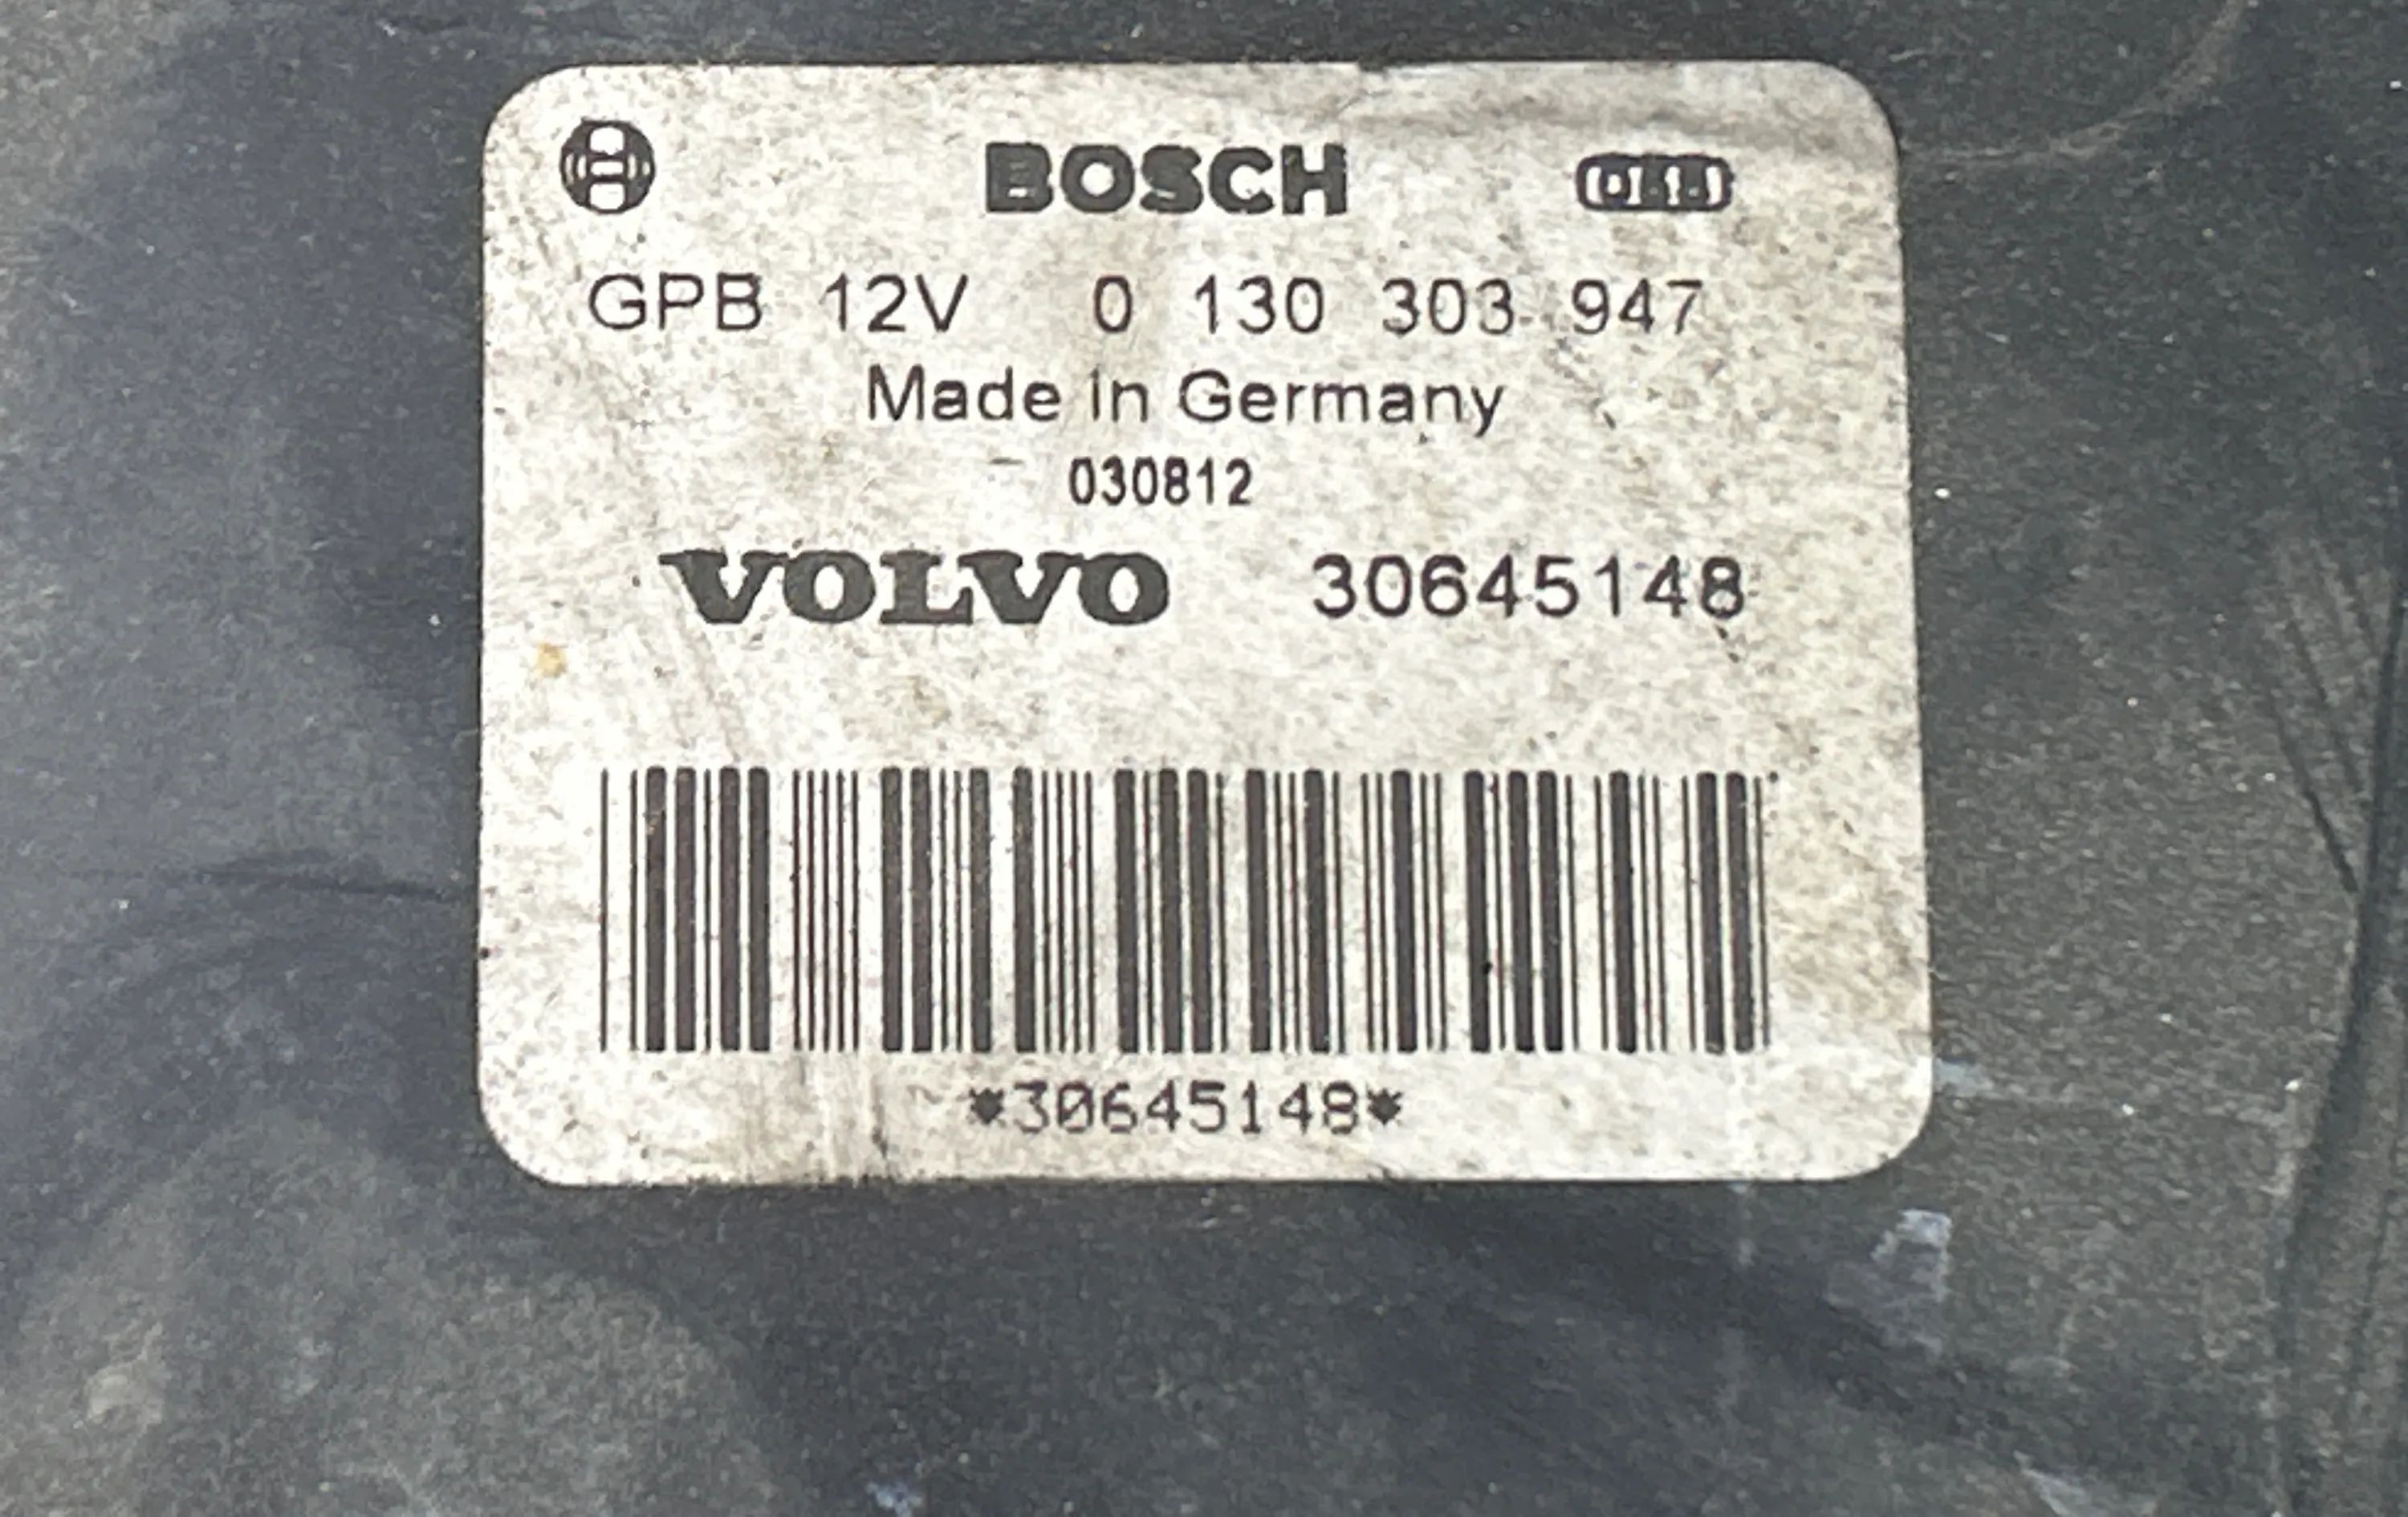 BOSCH
GPB 12V 0 130 303 947
Made in Germany
030812
VOLVO 30645148
*30645148*